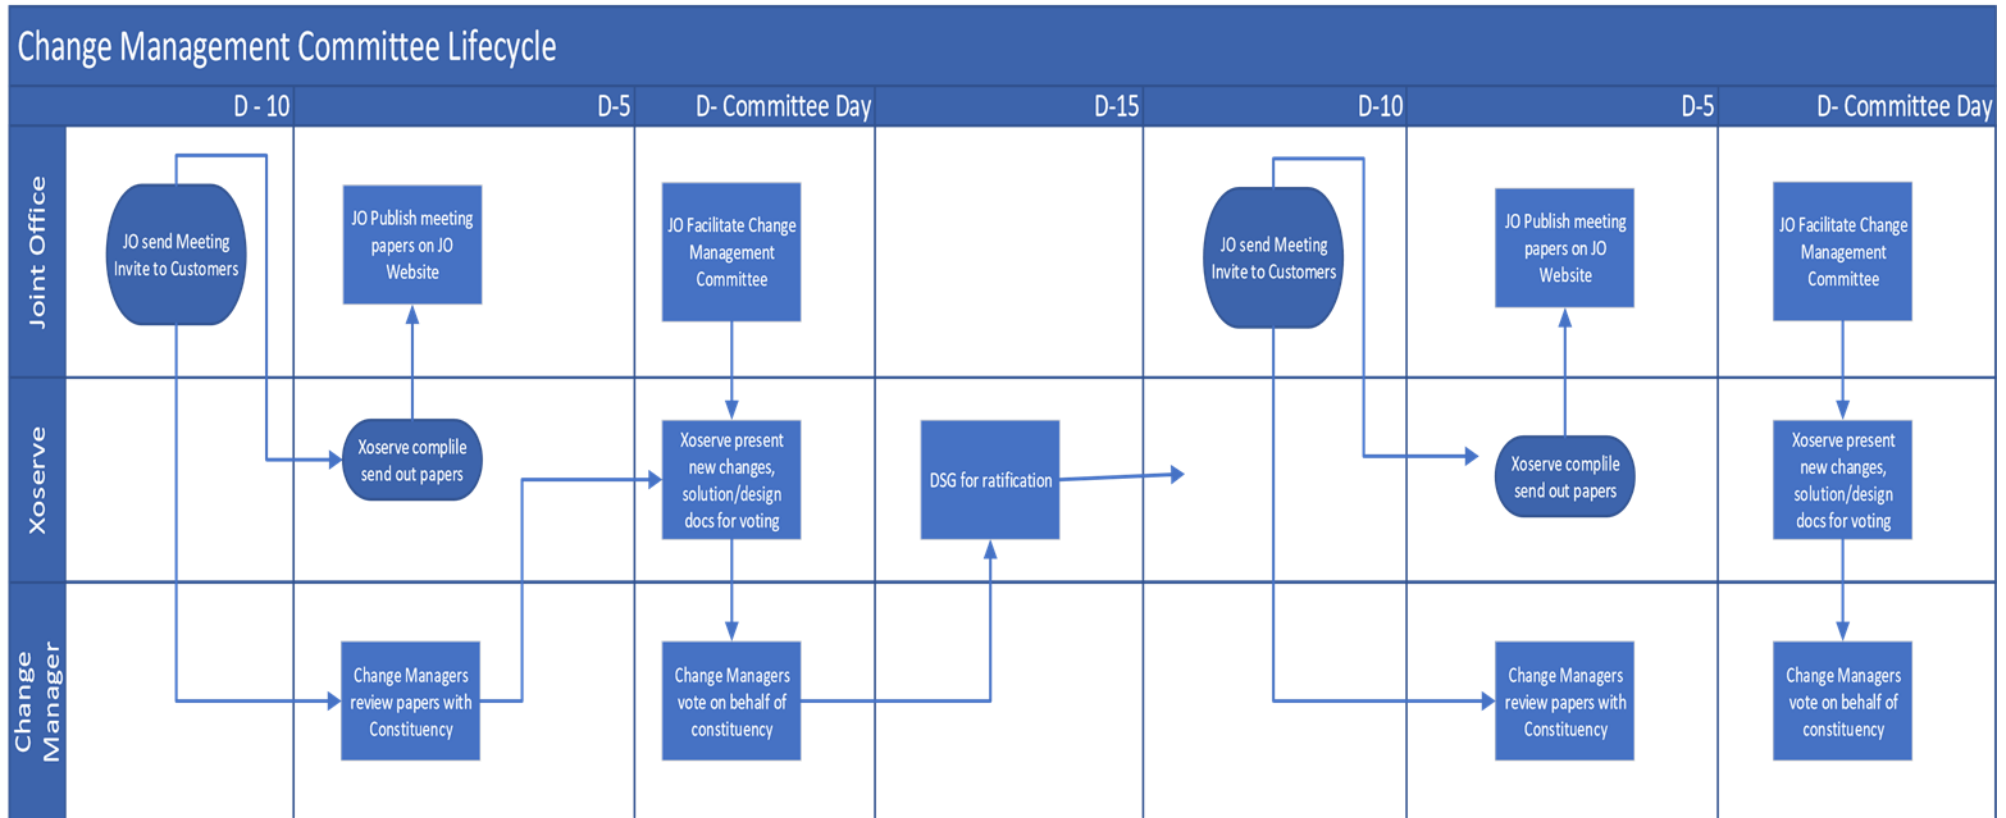 Change Management Committee Lifecycle
D - 10
D-5
D- Committee Day
D-15
D-10
D-5
D- Committee Day
Joint Office
JO send Meeting
Invite to Customers
JO Publish meeting
papers on JO
Website
JO Facilitate Change
Management
Committee
JO send Meeting
Invite to Customers
JO Publish meeting
papers on JO
Website
JO Facilitate Change
Management
Committee
Xoserve
Xoserve complile
send out papers
Xoserve present
new changes,
solution/design
docs for voting
DSG for ratification
Xoserve complile
send out papers
Xoserve present
new changes,
solution/design
docs for voting
Change
Manager
Change Managers
review papers with
Constituency
Change Managers
vote on behalf of
constituency
Change Managers
review papers with
Constituency
Change Managers
vote on behalf of
constituency